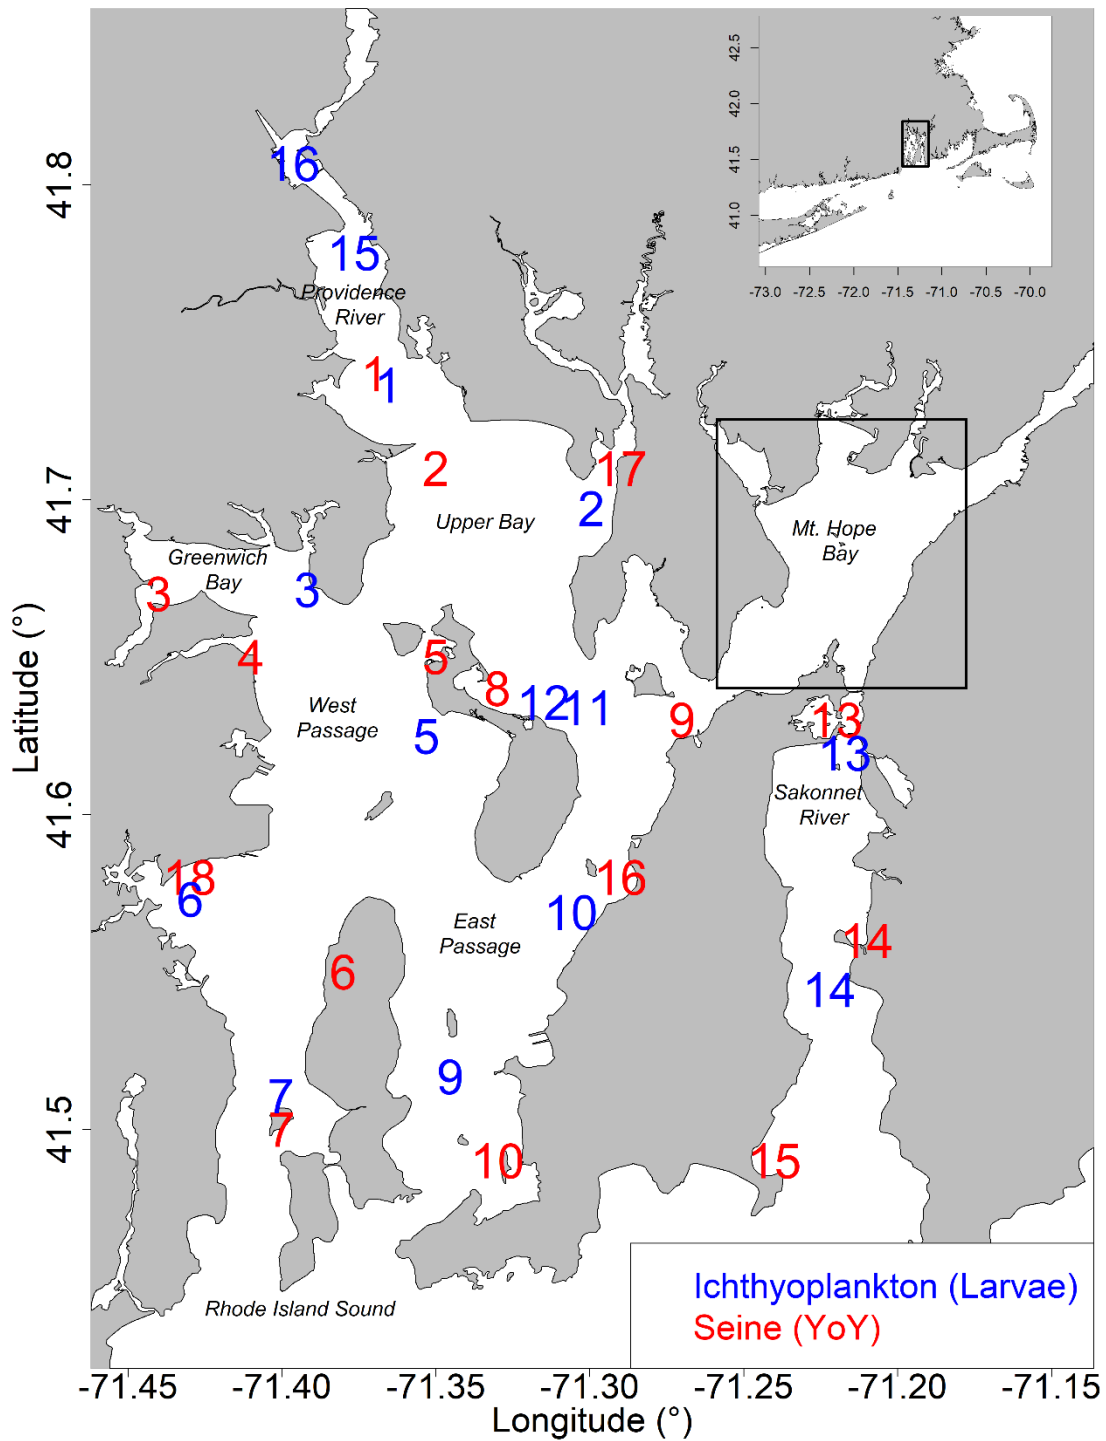 42.5
42.0
41.5
41.0
-73.0 -72.5 -72.0 -71.5 -71.0 -70.5 -70.0
16
41.8
15
Providence
River
1
1
2
17
2
41.7
Upper Bay
Mt. Hope
Bay
Greenwich
Bay
3
3
4
5
8
12
11
9
13
West
Passage
5
13
Latitude (°)
Sakonnet
River
41.6
18
6
16
10
East
Passage
14
6
14
9
7
7
41.5
10
15
Ichthyoplankton (Larvae)
Rhode Island Sound
Seine (YoY)
-71.45 -71.40 -71.35 -71.30 -71.25 -71.20 -71.15
Longitude (°)